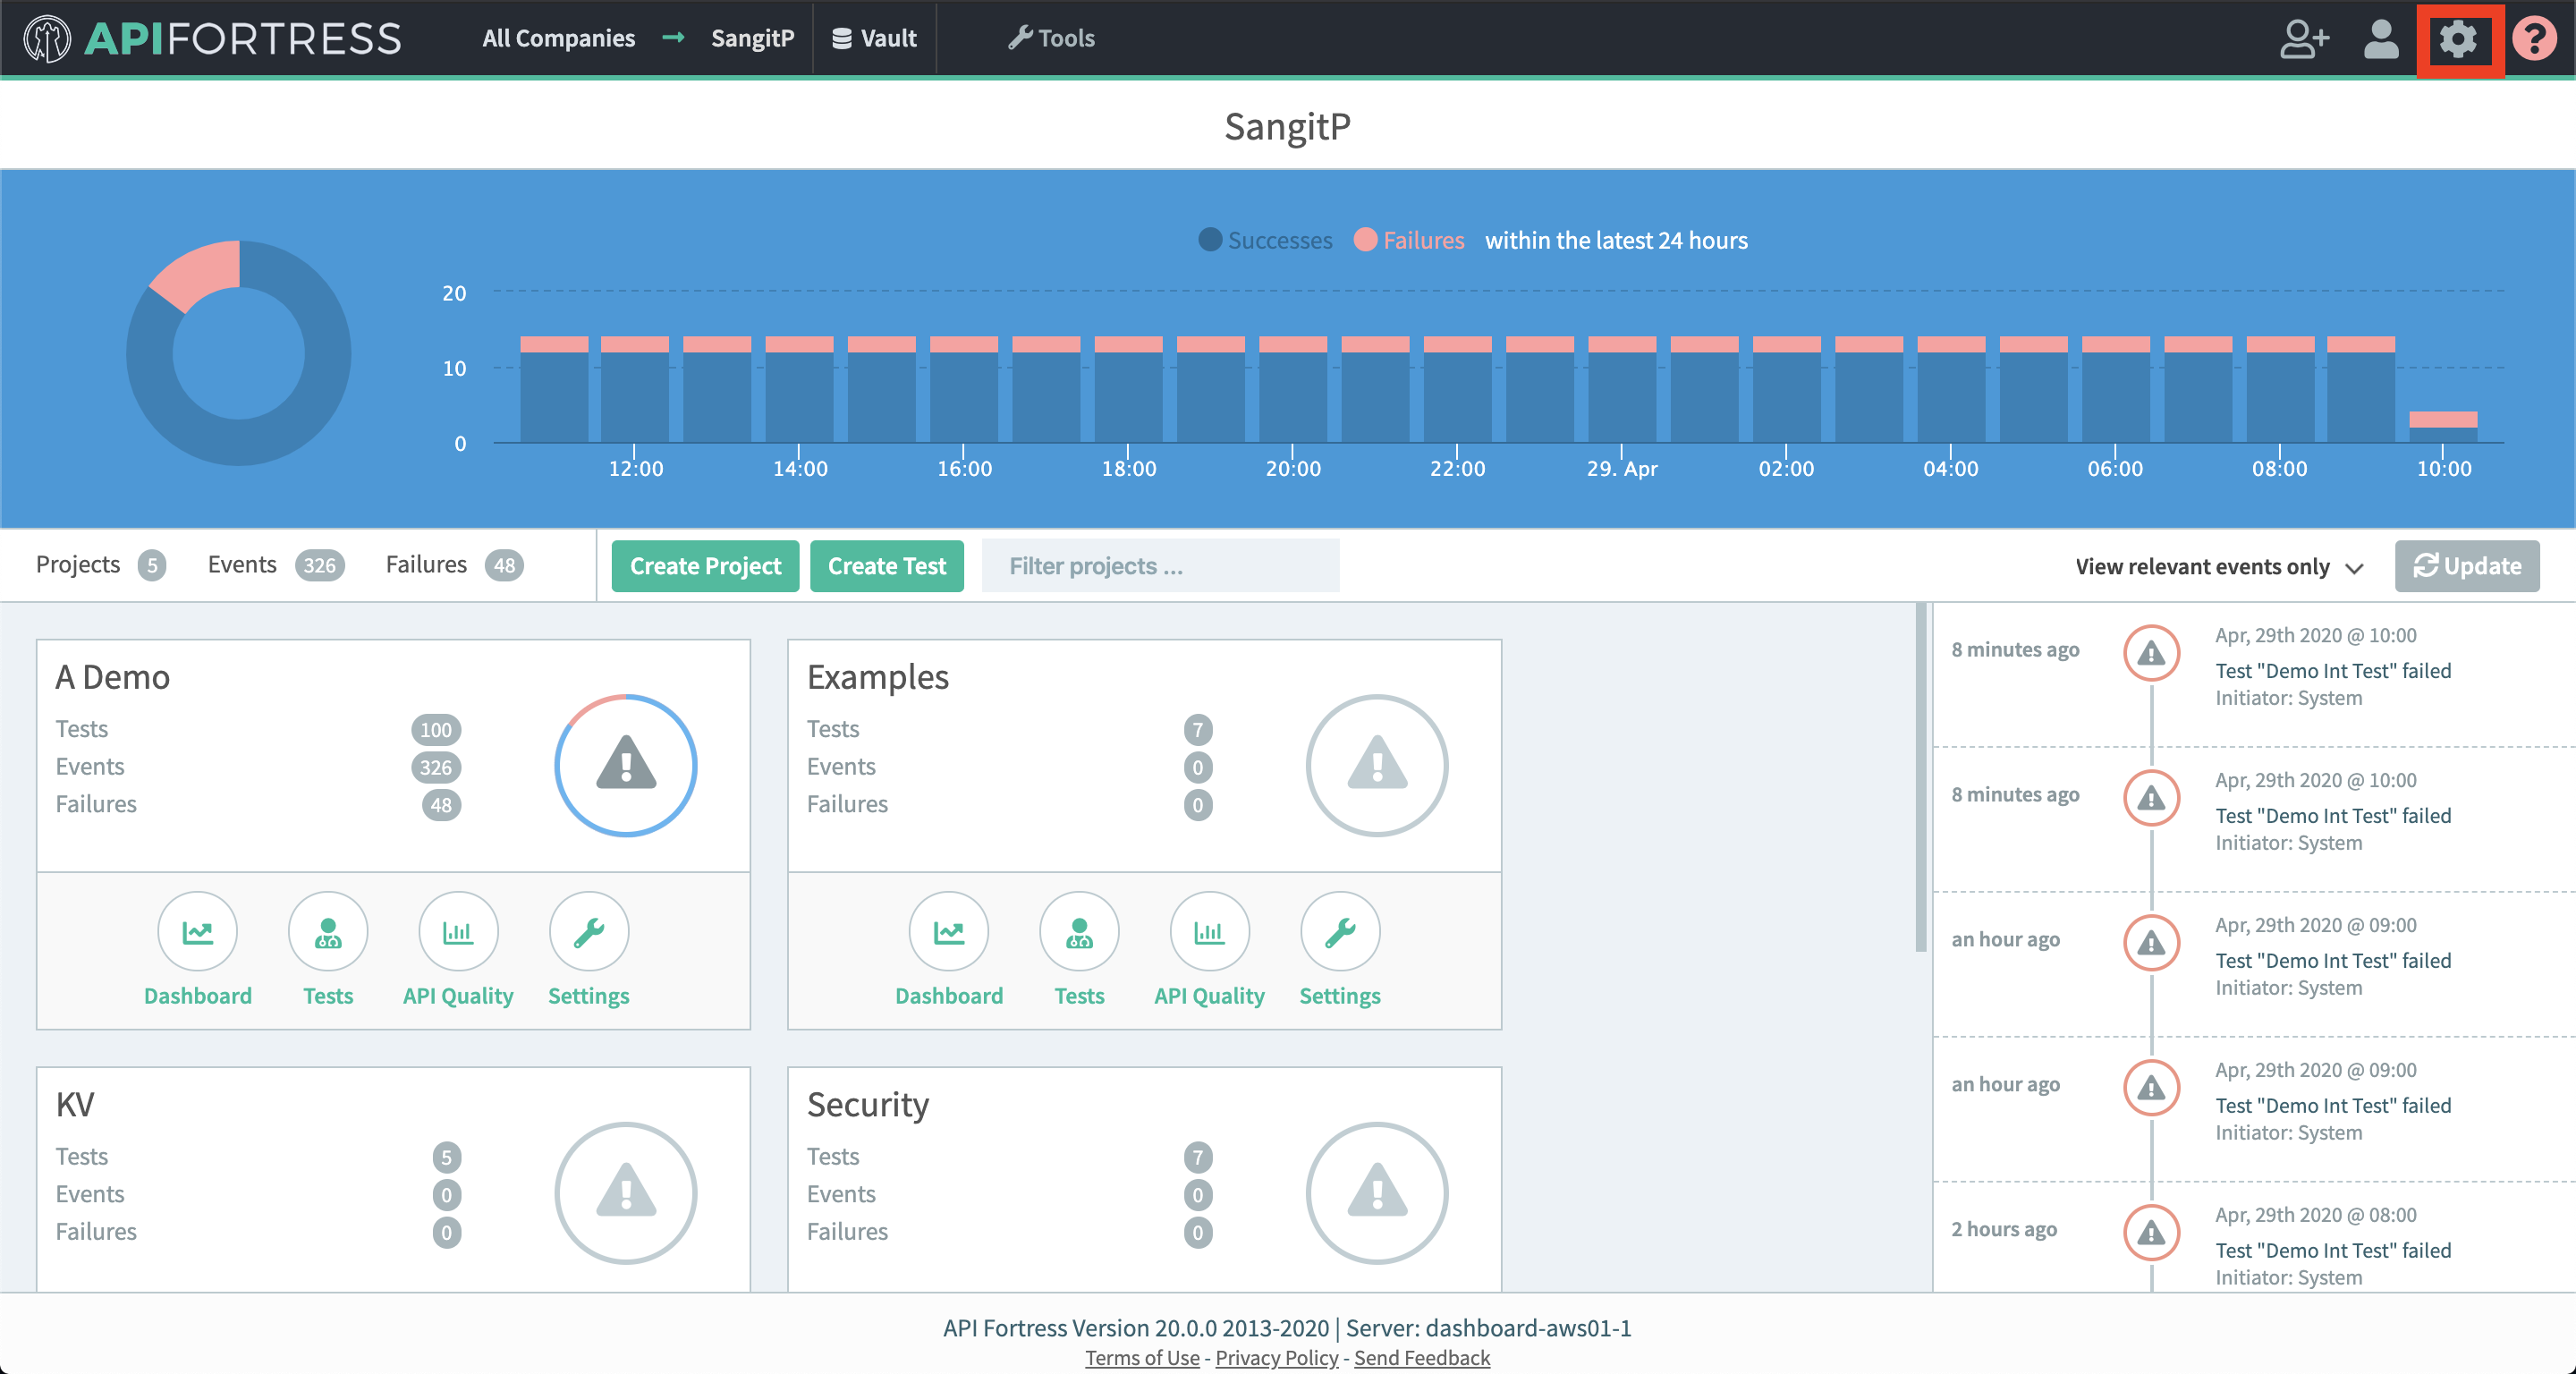 APIFORTRESS All Companies → SangitP Vault Tools ?
SangitP
Successes Failures within the latest 24 hours
20
10
0
12:00 14:00 16:00 18:00 20:00 22:00 29. Apr 02:00 04:00 06:00 08:00 10:00
Projects 5 Events 326 Failures 48 Create Project Create Test Filter projects ... View relevant events only Update
A Demo
Tests 100
Events 326
Failures 48
Dashboard Tests API Quality Settings
Examples
Tests 7
Events 0
Failures 0
Dashboard Tests API Quality Settings
KV
Tests 5
Events 0
Failures 0
Security
Tests 7
Events 0
Failures 0
8 minutes ago
Apr, 29th 2020 @ 10:00
Test "Demo Int Test" failed
Initiator: System
8 minutes ago
Apr, 29th 2020 @ 10:00
Test "Demo Int Test" failed
Initiator: System
an hour ago
Apr, 29th 2020 @ 09:00
Test "Demo Int Test" failed
Initiator: System
an hour ago
Apr, 29th 2020 @ 09:00
Test "Demo Int Test" failed
Initiator: System
2 hours ago
Apr, 29th 2020 @ 08:00
Test "Demo Int Test" failed
Initiator: System
API Fortress Version 20.0.0 2013-2020 | Server: dashboard-aws01-1
Terms of Use - Privacy Policy - Send Feedback